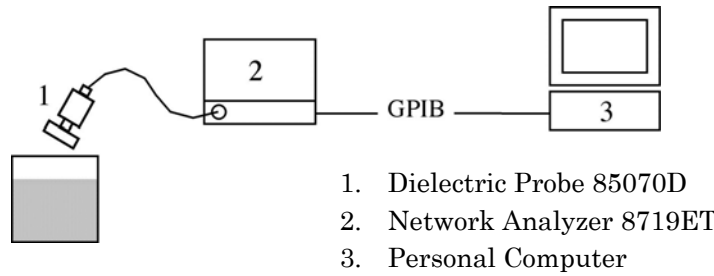 1
2
GPIB
3
1. Dielectric Probe 85070D
2. Network Analyzer 8719ET
3. Personal Computer